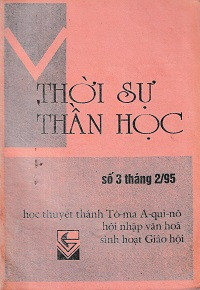 THỜI SỰ
THẦN HỌC
số 3 tháng 2/95
học thuyết thánh Tô-ma A-qui-nô
hội nhập văn hoá
sinh hoạt Giáo hội